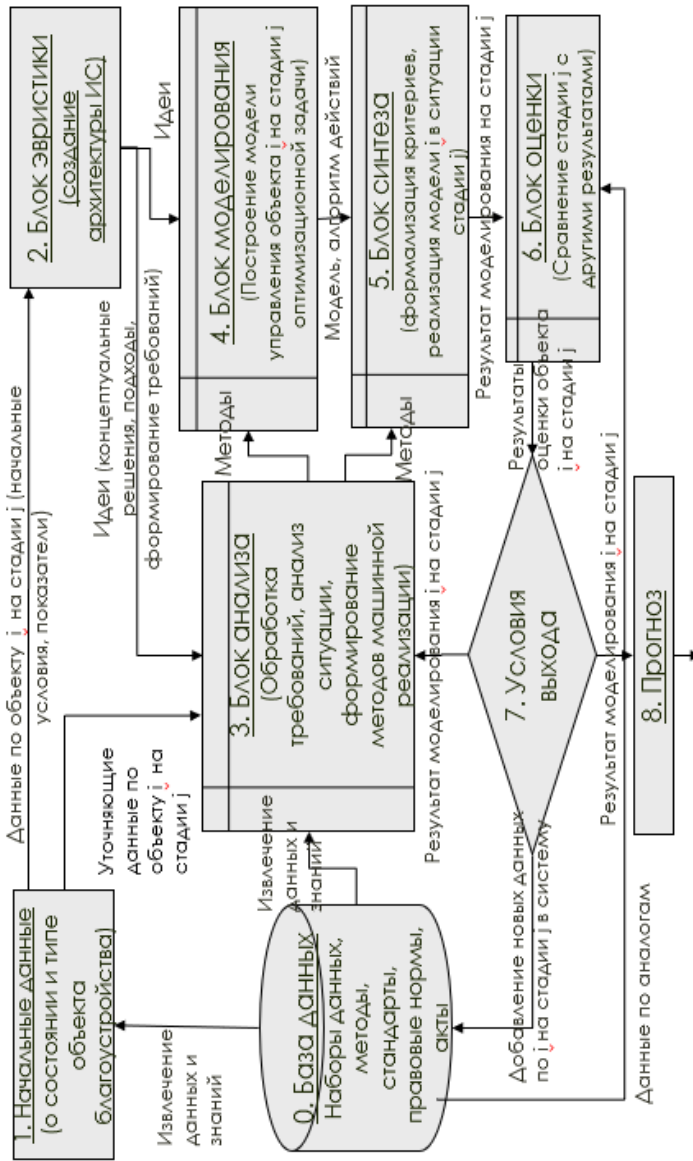 1. Начальные данные
(о состоянии и типе
объекта
благоустройства)
Данные по объекту i на стадии j (начальные
условия, показатели)
2. Блок эвристики
(создание
архитектуры ИС)
Уточняющие
данные по
объекту i на
стадии j
Идеи (концептуальные
решения, подходы,
формирование требований)
Идеи
Извлечение
данных и
знаний
Извлечение
данных и
знаний
0. База данных
Наборы данных,
методы,
стандарты,
правовые нормы,
акты
3. Блок анализа
(Обработка
требований, анализ
ситуации,
формирование
методов машинной
реализации)
Методы
4. Блок моделирования
(Построение модели
управления объекта i на стадии j
оптимизационной задачи)
Модель, алгоритм действий
Методы
5. Блок синтеза
(формализация критериев,
реализация модели i в ситуации
стадии j)
Результат моделирования i на стадии j
Результат моделирования на стадии j
Добавление новых данных
по i на стадии j в систему
7. Условия
выхода
Результаты
оценки объекта
i на стадии j
6. Блок оценки
(Сравнение стадии j с
другими результатами)
Результат моделирования i на стадии j
Данные по аналогам
8. Прогноз